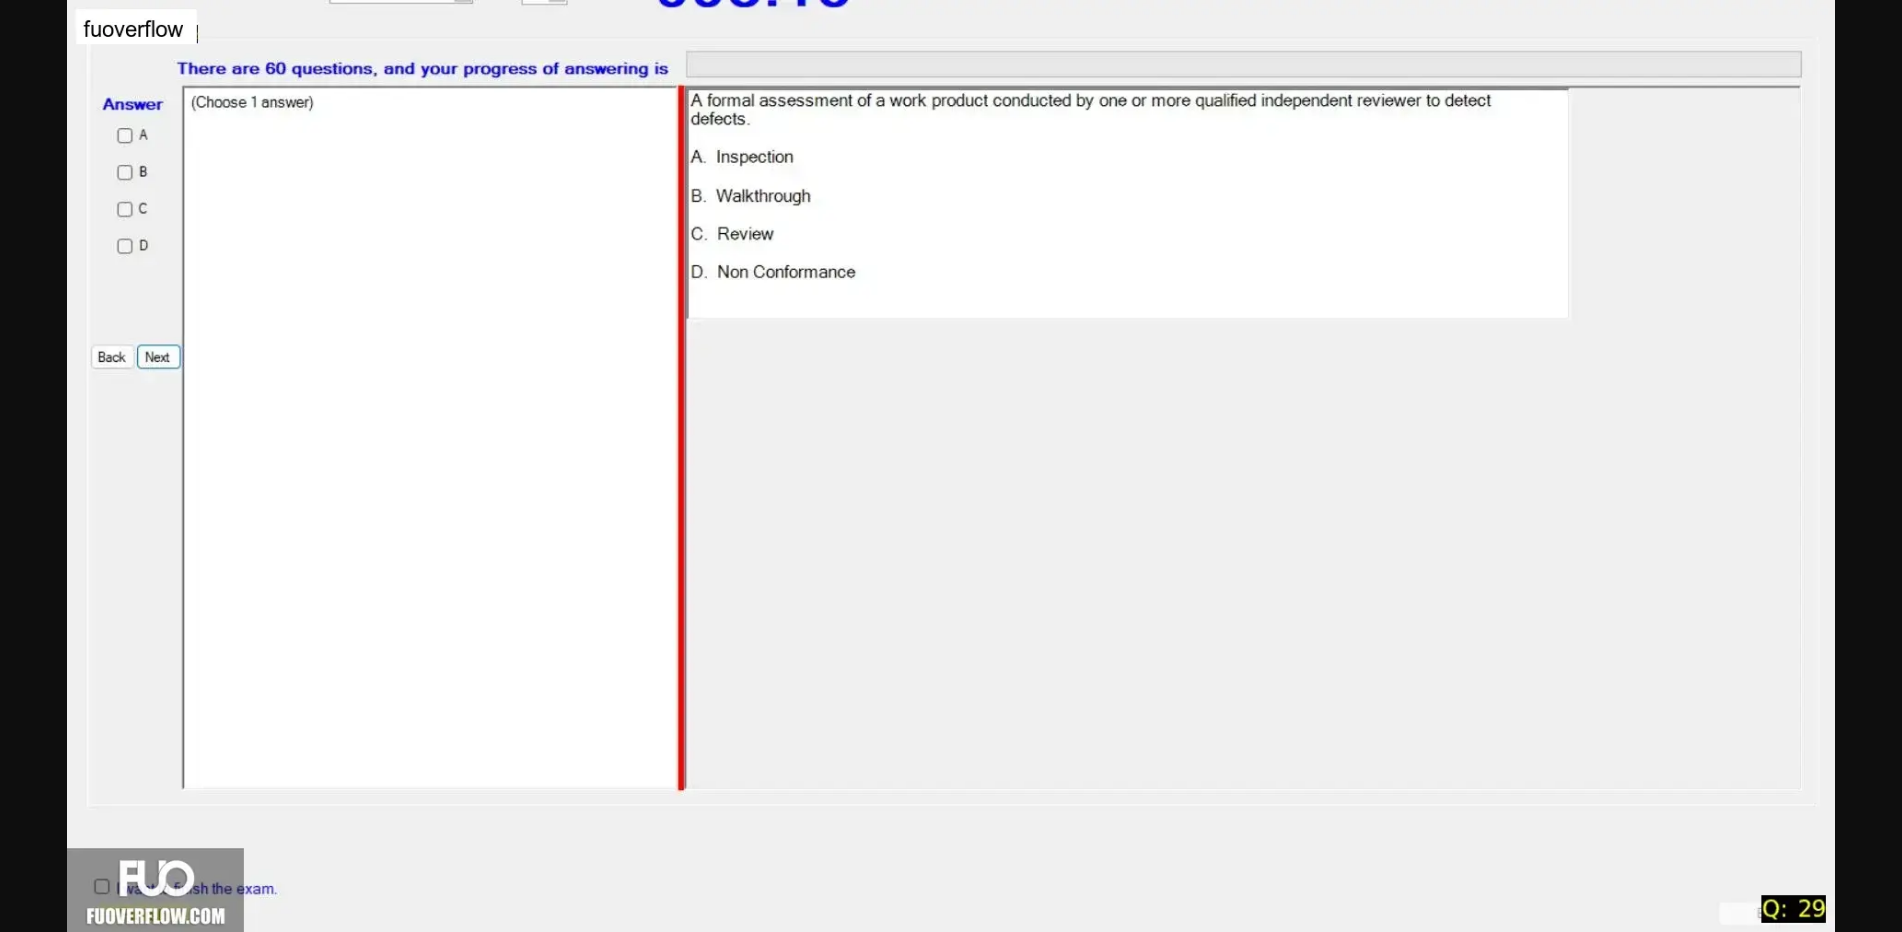 fuoverflow
There are 60 questions, and your progress of answering is
Answer
(Choose 1 answer)
A
B
C
D
Back
Next
A formal assessment of a work product conducted by one or more qualified independent reviewer to detect
defects.
A. Inspection
B. Walkthrough
C. Review
D. Non Conformance
FUO
sh the exam.
FUOVERFLOW.COM
Q: 29